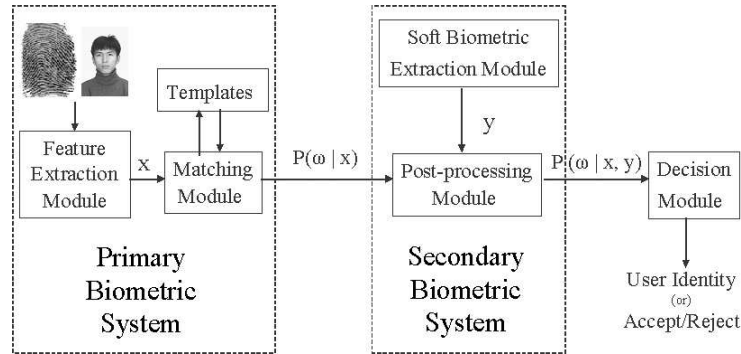 Feature
Extraction
Module
x
Templates
Matching
Module
P(ω | x)
Primary
Biometric
System
Soft Biometric
Extraction Module
y
Post-processing
Module
P(ω | x, y)
Secondary
Biometric
System
Decision
Module
User Identity
(or)
Accept/Reject